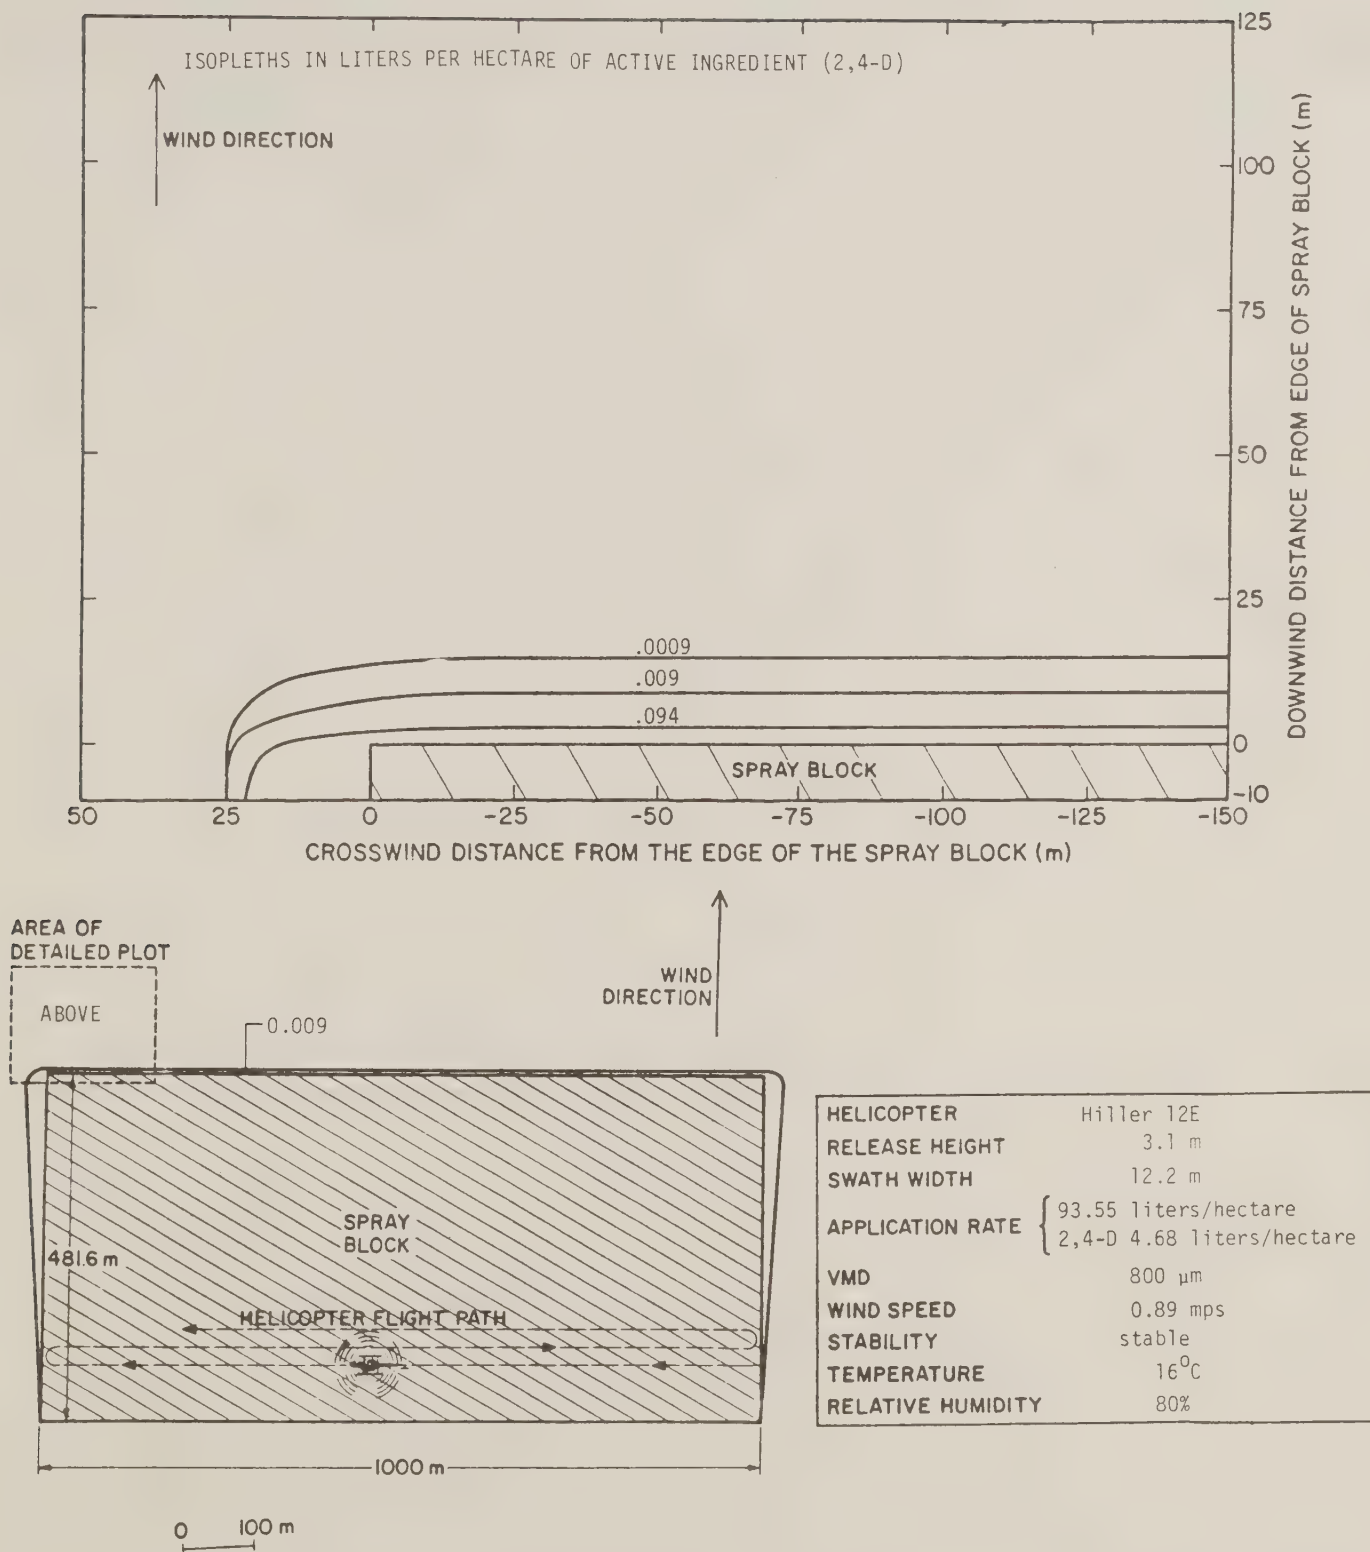 ISOPLETHS IN LITERS PER HECTARE OF ACTIVE INGREDIENT (2,4-D)
WIND DIRECTION
125
100
75
50
25
0
-10
DOWNWIND DISTANCE FROM EDGE OF SPRAY BLOCK (m)
.0009
.009
.094
SPRAY BLOCK
50 25 0 -25 -50 -75 -100 -125 -150
CROSSWIND DISTANCE FROM THE EDGE OF THE SPRAY BLOCK (m)
AREA OF
DETAILED PLOT
ABOVE
WIND
DIRECTION
0.009
SPRAY
BLOCK
481.6 m
HELICOPTER FLIGHT PATH
1000 m
0 100 m
HELICOPTER Hiller 12E
RELEASE HEIGHT 3.1 m
SWATH WIDTH 12.2 m
APPLICATION RATE { 93.55 liters/hectare
2,4-D 4.68 liters/hectare
VMD 800 µm
WIND SPEED 0.89 mps
STABILITY stable
TEMPERATURE 16°C
RELATIVE HUMIDITY 80%